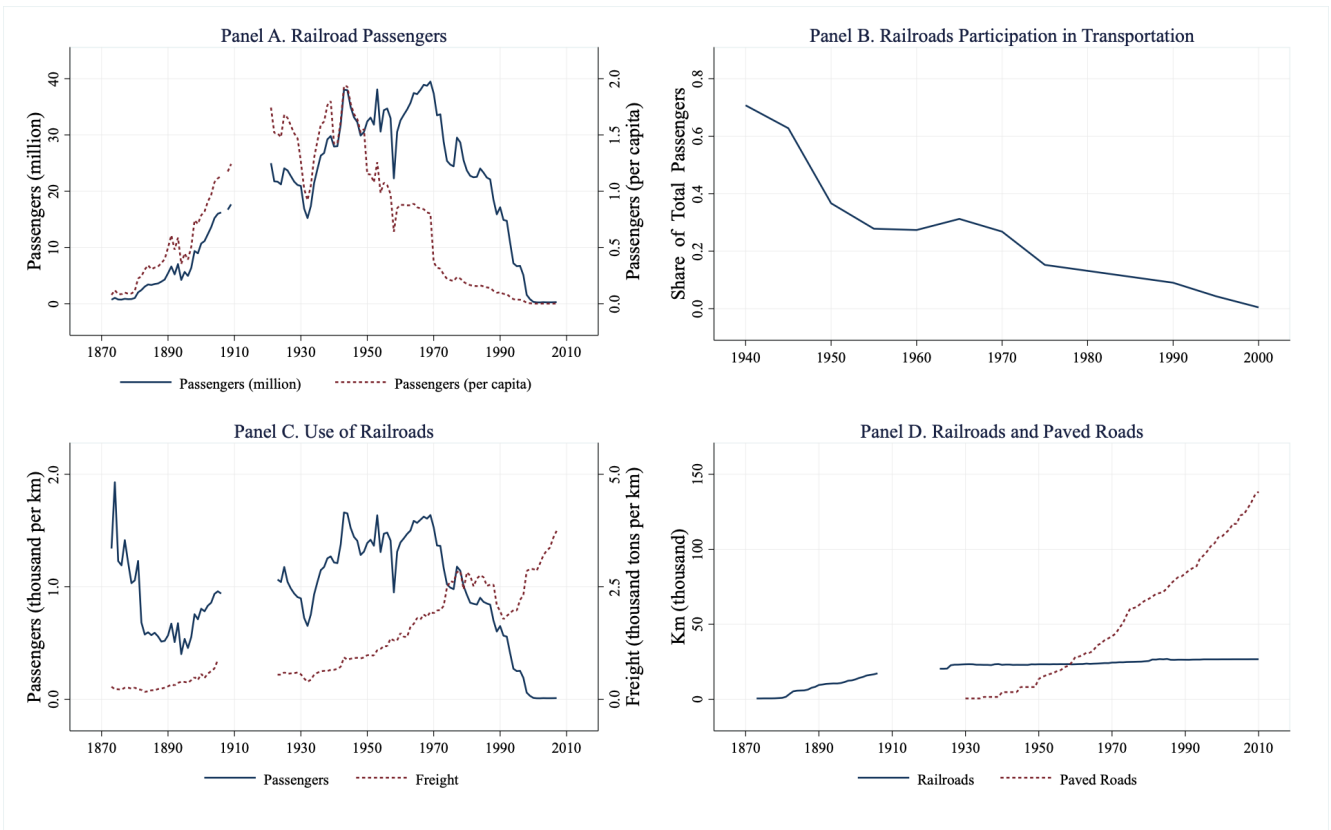 Panel A. Railroad Passengers
Passengers (million)
40
30
20
10
0
2.0
1.5
1.0
0.5
0.0
Passengers (per capita)
1870 1890 1910 1930 1950 1970 1990 2010
Passengers (million) Passengers (per capita)
Panel B. Railroads Participation in Transportation
Share of Total Passengers
0.8
0.6
0.4
0.2
0.0
1940 1950 1960 1970 1980 1990 2000
Panel C. Use of Railroads
Passengers (thousand per km)
2.0
1.0
0.0
5.0
2.5
0.0
Freight (thousand tons per km)
1870 1890 1910 1930 1950 1970 1990 2010
Passengers Freight
Panel D. Railroads and Paved Roads
Km (thousand)
150
100
50
0
1870 1890 1910 1930 1950 1970 1990 2010
Railroads Paved Roads